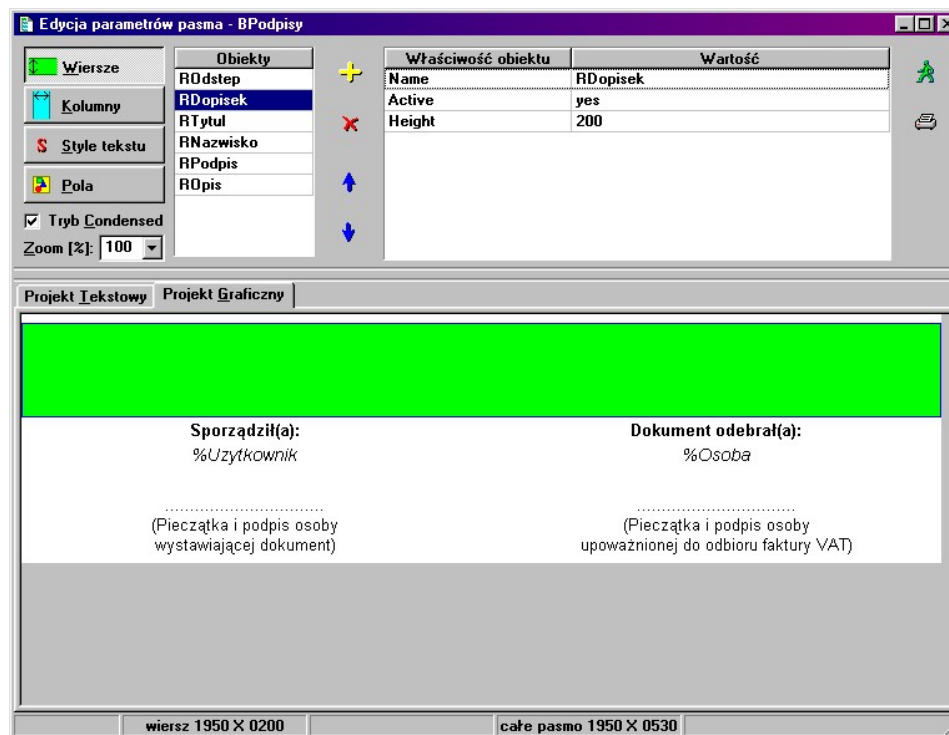 Edycja parametrów pasma - BPodpisy
Wiersze
Kolumny
Style tekstu
Pola
Tryb Condensed
Zoom [%]: 100
Obiekty
ROdstep
RDopisek
RTytul
RNazwisko
RPodpis
ROpis
Właściwość obiektu Wartość
Name RDopisek
Active yes
Height 200
Projekt Tekstowy Projekt Graficzny
Sporządził(a): Dokument odebrał(a):
%Uzytkownik %Osoba
.............................. ..............................
(Pieczątka i podpis osoby (Pieczątka i podpis osoby
wystawiającej dokument) upoważnionej do odbioru faktury VAT)
wiersz 1950 X 0200 całe pasmo 1950 X 0530